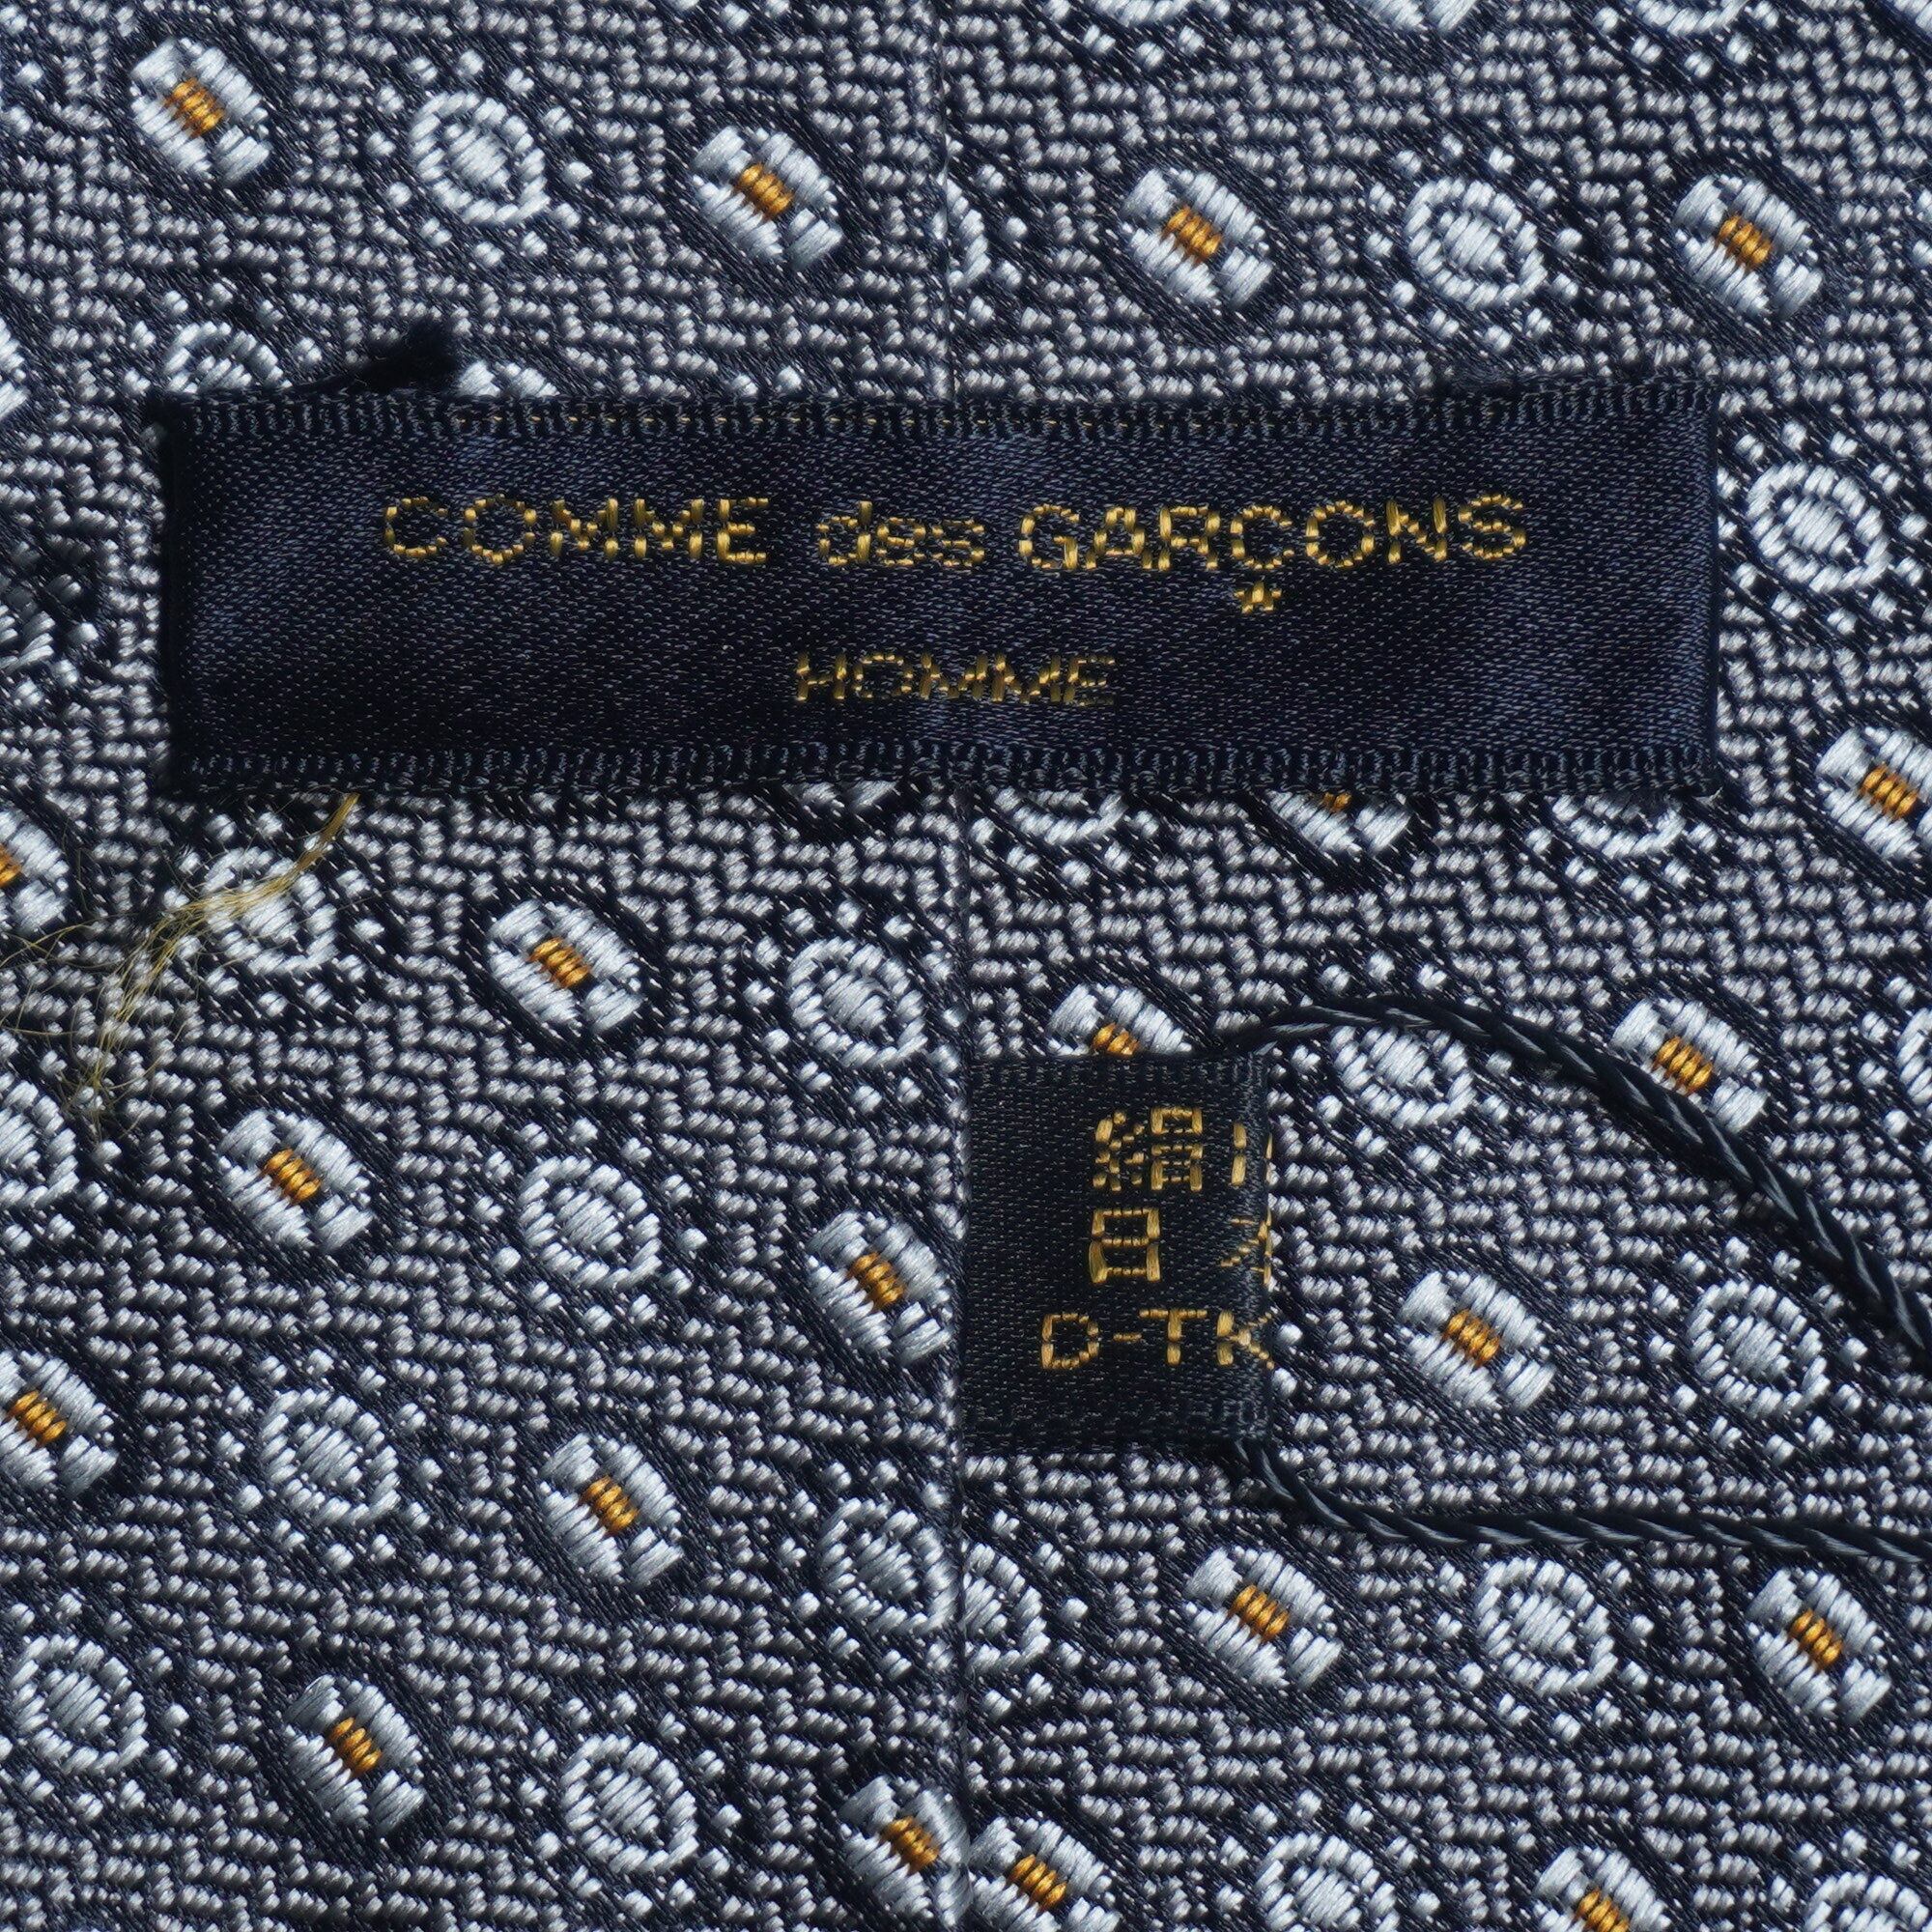 COMME des GARÇONS
HOMME
絹
日
D-TK